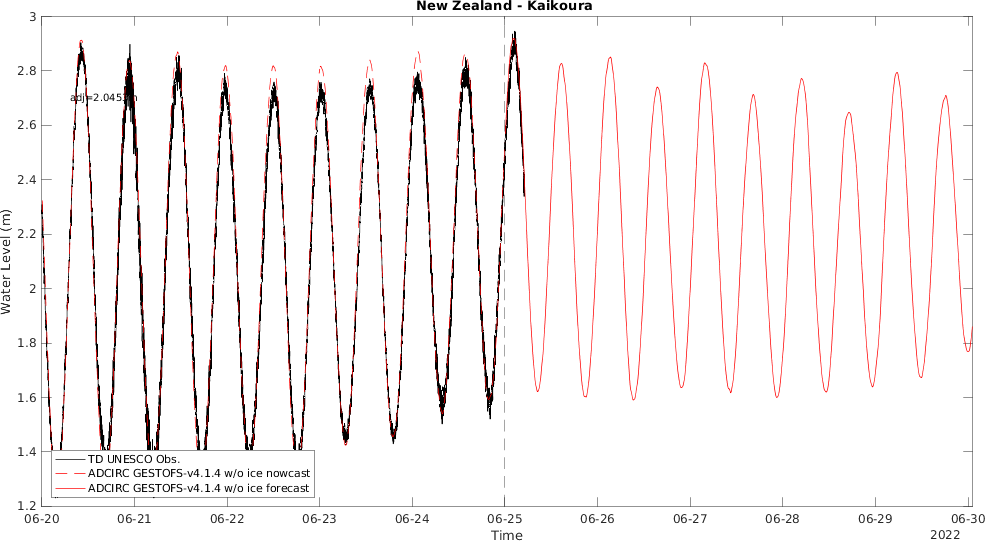 New Zealand - Kaikoura
Water Level (m)
3
2.8
2.6
2.4
2.2
2
1.8
1.6
1.4
1.2
TD UNESCO Obs.
ADCIRC GESTOFS-v4.1.4 w/o ice nowcast
ADCIRC GESTOFS-v4.1.4 w/o ice forecast
06-20 06-21 06-22 06-23 06-24 06-25 06-26 06-27 06-28 06-29 06-30
Time
2022